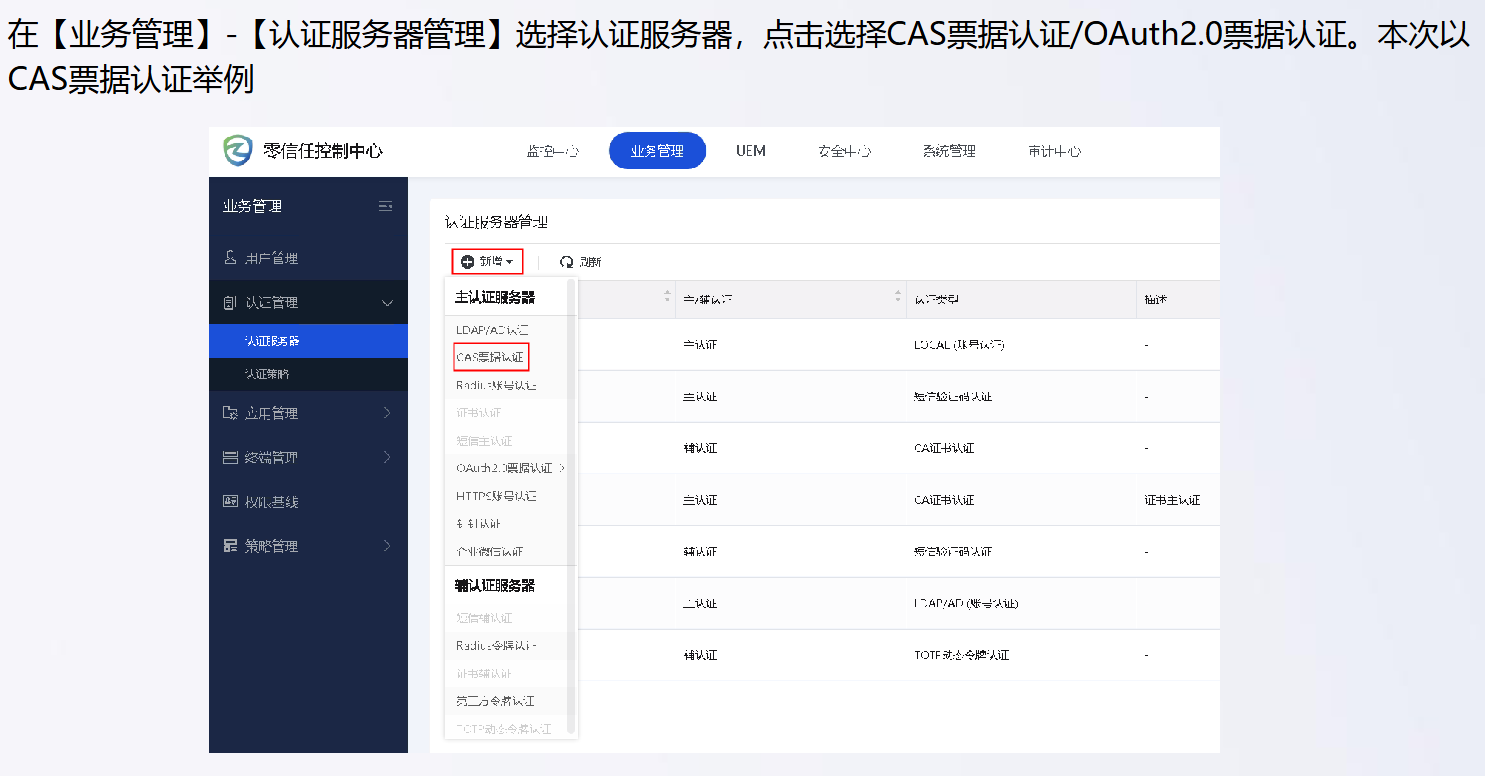 在【业务管理】-【认证服务器管理】选择认证服务器，点击选择CAS票据认证/OAuth2.0票据认证。本次以
CAS票据认证举例
零信任控制中心
监控中心
业务管理
UEM
安全中心
系统管理
审计中心
业务管理
用户管理
认证管理
认证服务器
认证策略
应用管理
终端管理
权限基线
策略管理
认证服务器管理
新增
刷新
主认证服务器
LDAP/AD认证
CAS票据认证
Radius账号认证
证书认证
短信主认证
OAuth2.0票据认证
HTTPS账号认证
钉钉认证
企业微信认证
辅认证服务器
短信辅认证
Radius令牌认证
证书辅认证
第三方令牌认证
TOTP动态令牌认证
主/辅认证 认证类型 描述
主认证 LOCAL (账号认证) -
主认证 短信验证码认证 -
辅认证 CA证书认证 -
主认证 CA证书认证 证书主认证
辅认证 短信验证码认证 -
主认证 LDAP/AD (账号认证)
辅认证 TOTP动态令牌认证 -